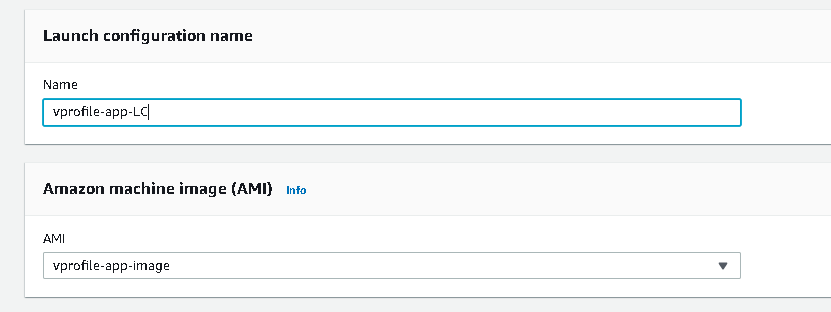 Launch configuration name
Name
vprofile-app-LC
Amazon machine image (AMI) Info
AMI
vprofile-app-image